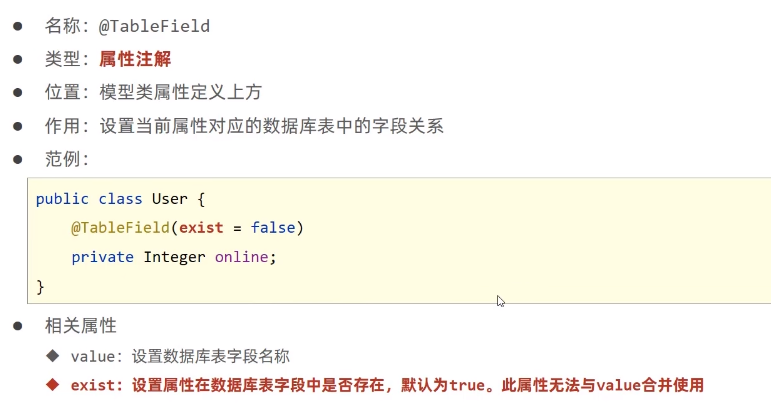 ● 名称：@TableField
● 类型：属性注解
● 位置：模型类属性定义上方
● 作用：设置当前属性对应的数据库表中的字段关系
● 范例：
public class User {
    @TableField(exist = false)
    private Integer online;
}
● 相关属性
◆ value：设置数据库表字段名称
◆ exist：设置属性在数据库表字段中是否存在，默认为true。此属性无法与value合并使用